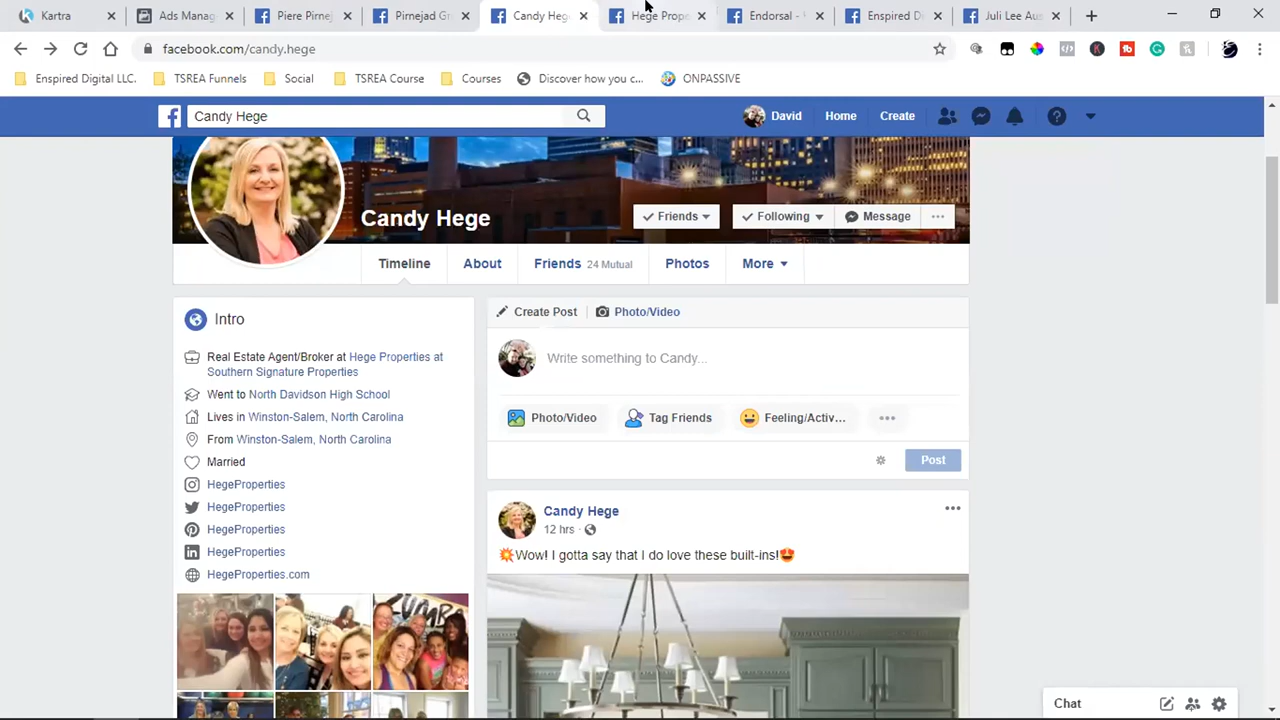 Kartra
Ads Manag
Piere Pirnej
Pirnejad Gr
Candy Hege
Hege Prope
Endorsal -
Enspired Di
Juli Lee Aus
facebook.com/candy.hege
Enspired Digital LLC.
TSREA Funnels
Social
TSREA Course
Courses
Discover how you c...
ONPASSIVE
Candy Hege
David
Home
Create
Candy Hege
Friends
Following
Message
Timeline
About
Friends 24 Mutual
Photos
More
Intro
Real Estate Agent/Broker at Hege Properties at
Southern Signature Properties
Went to North Davidson High School
Lives in Winston-Salem, North Carolina
From Winston-Salem, North Carolina
Married
HegeProperties
HegeProperties
HegeProperties
HegeProperties
HegeProperties.com
Create Post
Photo/Video
Write something to Candy...
Photo/Video
Tag Friends
Feeling/Activ...
Post
Candy Hege
12 hrs ·
💥Wow! I gotta say that I do love these built-ins!😍
ZUMBA
Chat